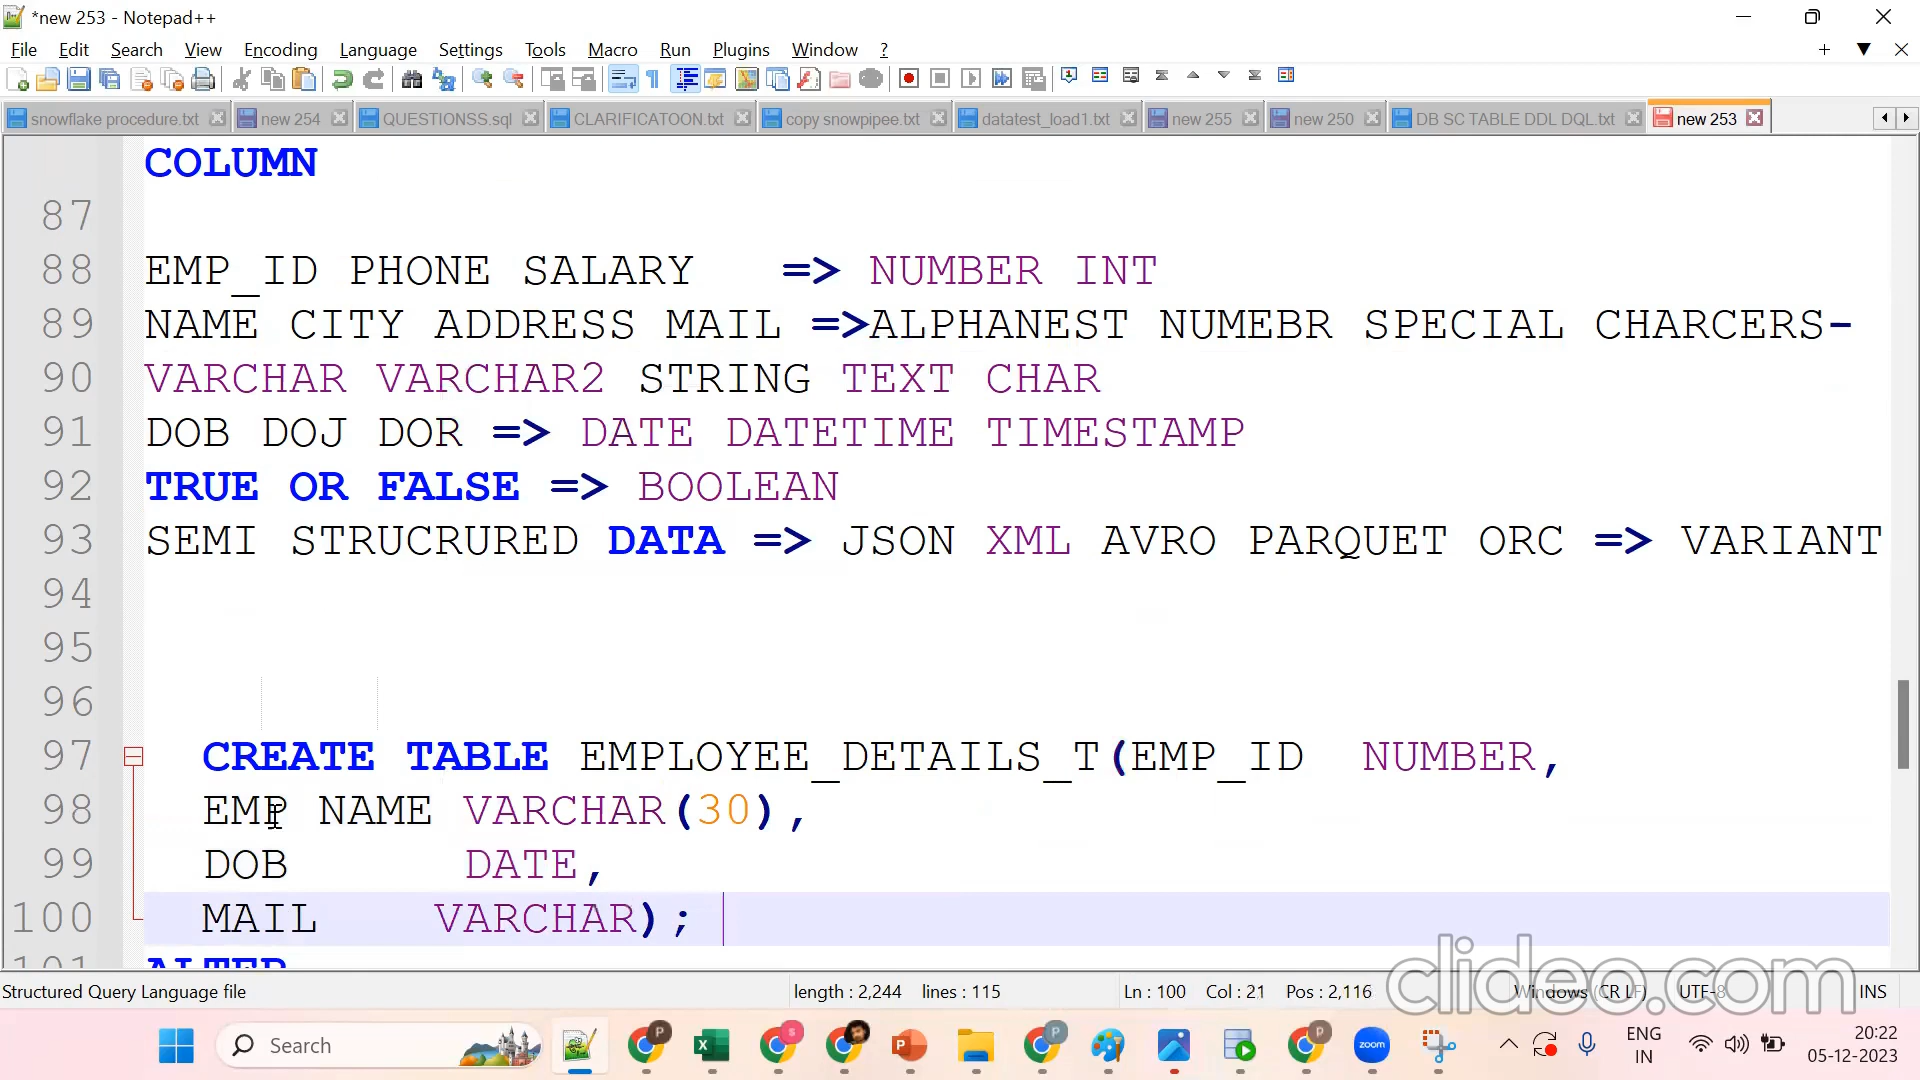 *new 253 - Notepad++
File Edit Search View Encoding Language Settings Tools Macro Run Plugins Window ?
snowflake procedure.txt new 254 QUESTIONSS.sql CLARIFICATOON.txt copy snowpipee.txt datatest_load1.txt new 255 new 250 DB SC TABLE DDL DQL.txt new 253
COLUMN
87
88 EMP_ID PHONE SALARY => NUMBER INT
89 NAME CITY ADDRESS MAIL =>ALPHANEST NUMEBR SPECIAL CHARCERS-
90 VARCHAR VARCHAR2 STRING TEXT CHAR
91 DOB DOJ DOR => DATE DATETIME TIMESTAMP
92 TRUE OR FALSE => BOOLEAN
93 SEMI STRUCRURED DATA => JSON XML AVRO PARQUET ORC => VARIANT
94
95
96
97 CREATE TABLE EMPLOYEE_DETAILS_T(EMP_ID NUMBER,
98 EMP NAME VARCHAR(30),
99 DOB DATE,
100 MAIL VARCHAR);
101 ALTER
clideo.com
Structured Query Language file length : 2,244 lines : 115 Ln : 100 Col : 21 Pos : 2,116 Windows (CR LF) UTF-8 INS
Search zoom ENG 20:22
IN 05-12-2023